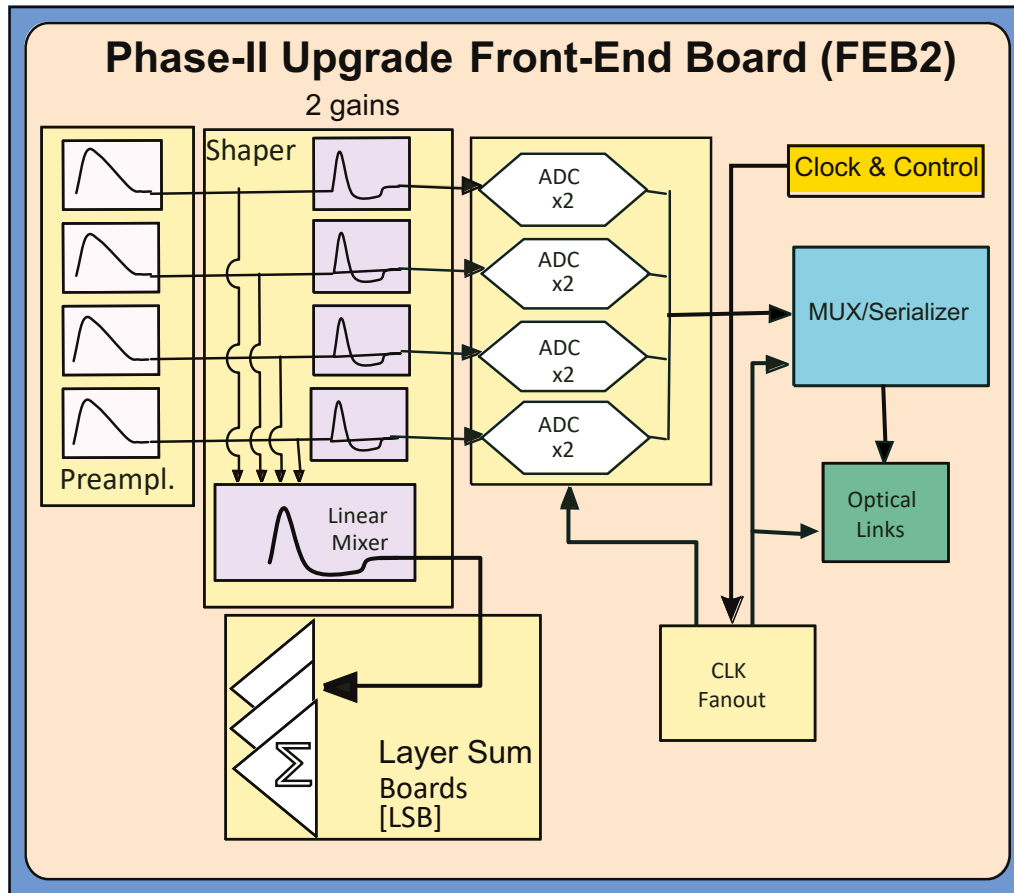 Phase-II Upgrade Front-End Board (FEB2)
2 gains
Shaper
Preampl.
ADC
x2
ADC
x2
ADC
x2
ADC
x2
Clock & Control
MUX/Serializer
Optical
Links
Linear
Mixer
CLK
Fanout
Σ
Layer Sum
Boards
[LSB]